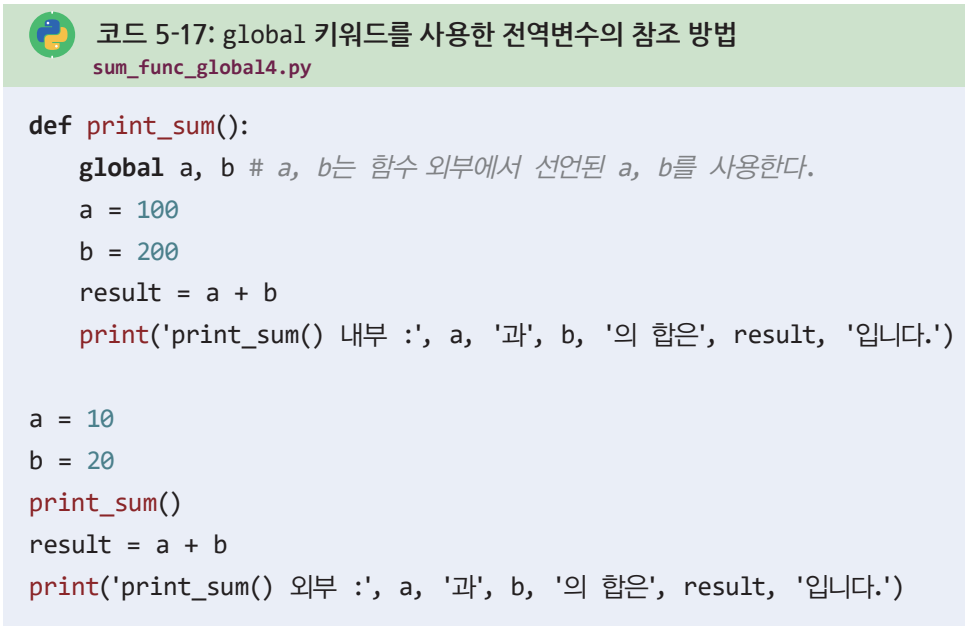 코드 5-17: global 키워드를 사용한 전역변수의 참조 방법
sum_func_global4.py
def print_sum():
    global a, b # a, b는 함수 외부에서 선언된 a, b를 사용한다.
    a = 100
    b = 200
    result = a + b
    print('print_sum() 내부 :', a, '과', b, '의 합은', result, '입니다.')
a = 10
b = 20
print_sum()
result = a + b
print('print_sum() 외부 :', a, '과', b, '의 합은', result, '입니다.')